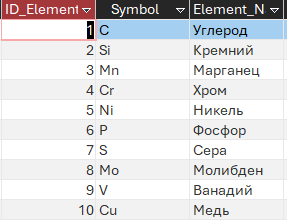 ID_Element Symbol Element_N
1 C Углерод
2 Si Кремний
3 Mn Марганец
4 Cr Хром
5 Ni Никель
6 P Фосфор
7 S Сера
8 Mo Молибден
9 V Ванадий
10 Cu Медь